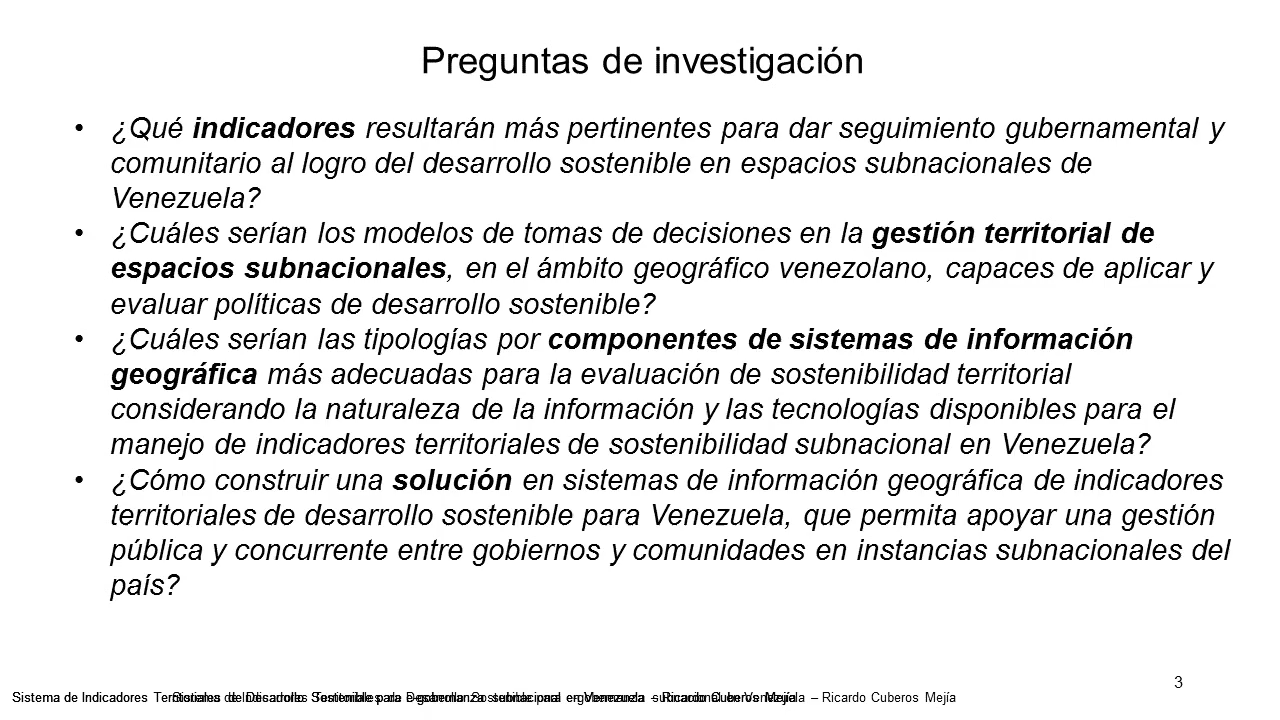 Preguntas de investigación
• ¿Qué indicadores resultarán más pertinentes para dar seguimiento gubernamental y
comunitario al logro del desarrollo sostenible en espacios subnacionales de
Venezuela?
• ¿Cuáles serían los modelos de tomas de decisiones en la gestión territorial de
espacios subnacionales, en el ámbito geográfico venezolano, capaces de aplicar y
evaluar políticas de desarrollo sostenible?
• ¿Cuáles serían las tipologías por componentes de sistemas de información
geográfica más adecuadas para la evaluación de sostenibilidad territorial
considerando la naturaleza de la información y las tecnologías disponibles para el
manejo de indicadores territoriales de sostenibilidad subnacional en Venezuela?
• ¿Cómo construir una solución en sistemas de información geográfica de indicadores
territoriales de desarrollo sostenible para Venezuela, que permita apoyar una gestión
pública y concurrente entre gobiernos y comunidades en instancias subnacionales del
país?
3
Sistema de Indicadores – Ricardo Cuberos Mejía